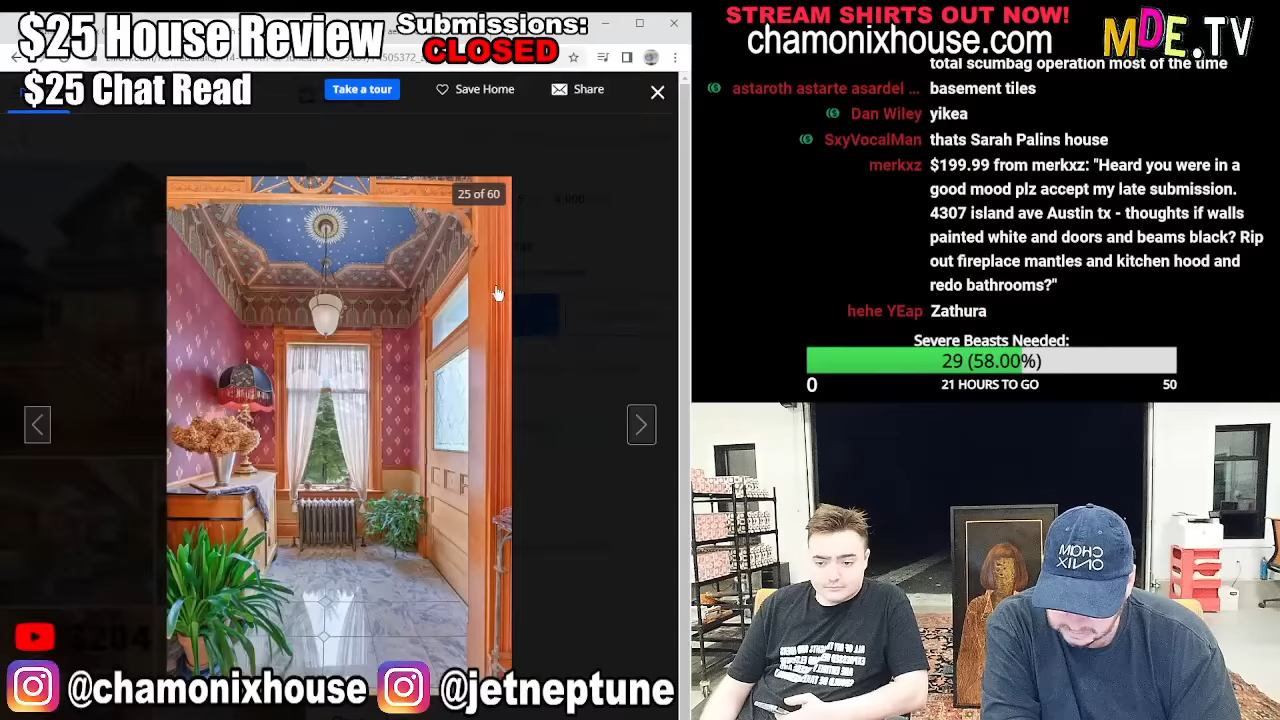 $25 House Review
Submissions:
CLOSED
$25 Chat Read
Take a tour
Save Home
Share
25 of 60
@chamonixhouse
@jetneptune
STREAM SHIRTS OUT NOW!
chamonixhouse.com
MDE.TV
total scumbag operation most of the time
astaroth astarte asardel ... basement tiles
Dan Wiley yikea
SxyVocalMan thats Sarah Palins house
merkxz $199.99 from merkxz: "Heard you were in a
good mood plz accept my late submission.
4307 island ave Austin tx - thoughts if walls
painted white and doors and beams black? Rip
out fireplace mantles and kitchen hood and
redo bathrooms?"
hehe YEap Zathura
Severe Beasts Needed:
29 (58.00%)
0 21 HOURS TO GO 50
CHAM
ONIX